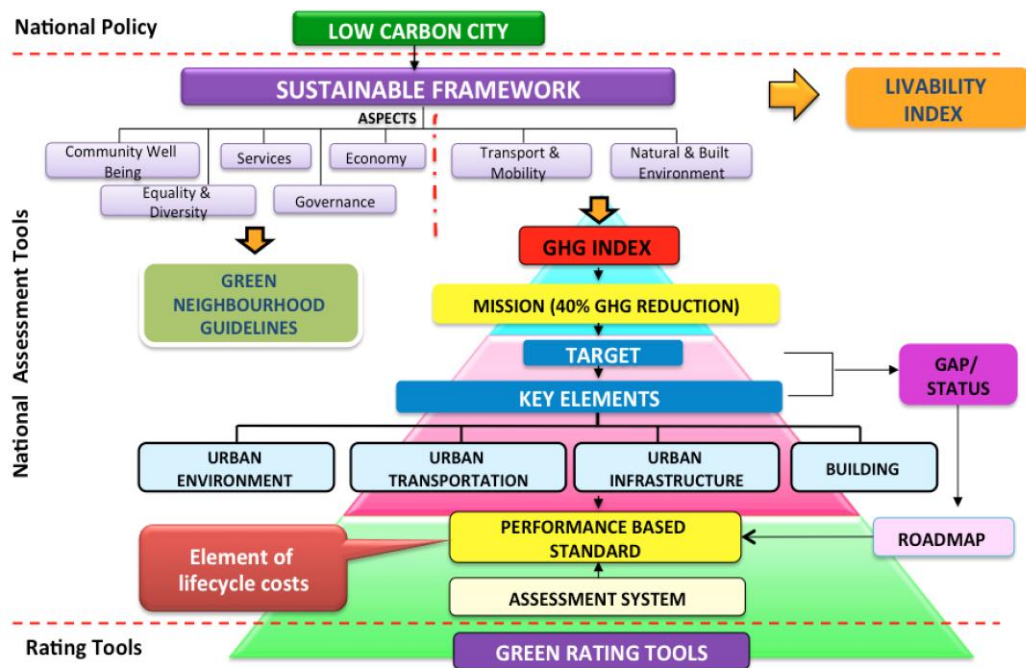 National Policy
LOW CARBON CITY
SUSTAINABLE FRAMEWORK
LIVABILITY
INDEX
ASPECTS
Community Well
Being
Services
Economy
Transport &
Mobility
Natural & Built
Environment
Equality &
Diversity
Governance
National Assessment Tools
GHG INDEX
GREEN
NEIGHBOURHOOD
GUIDELINES
MISSION (40% GHG REDUCTION)
TARGET
GAP/
STATUS
KEY ELEMENTS
URBAN
ENVIRONMENT
URBAN
TRANSPORTATION
URBAN
INFRASTRUCTURE
BUILDING
PERFORMANCE BASED
STANDARD
ROADMAP
Element of
lifecycle costs
ASSESSMENT SYSTEM
Rating Tools
GREEN RATING TOOLS